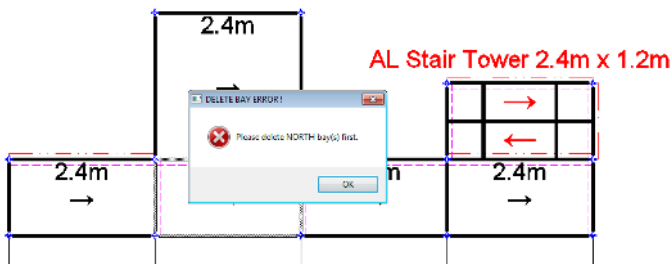 2.4m
AL Stair Tower 2.4m x 1.2m
DELETE BAY ERROR!
Please delete NORTH bay(s) first.
OK
2.4m
2.4m